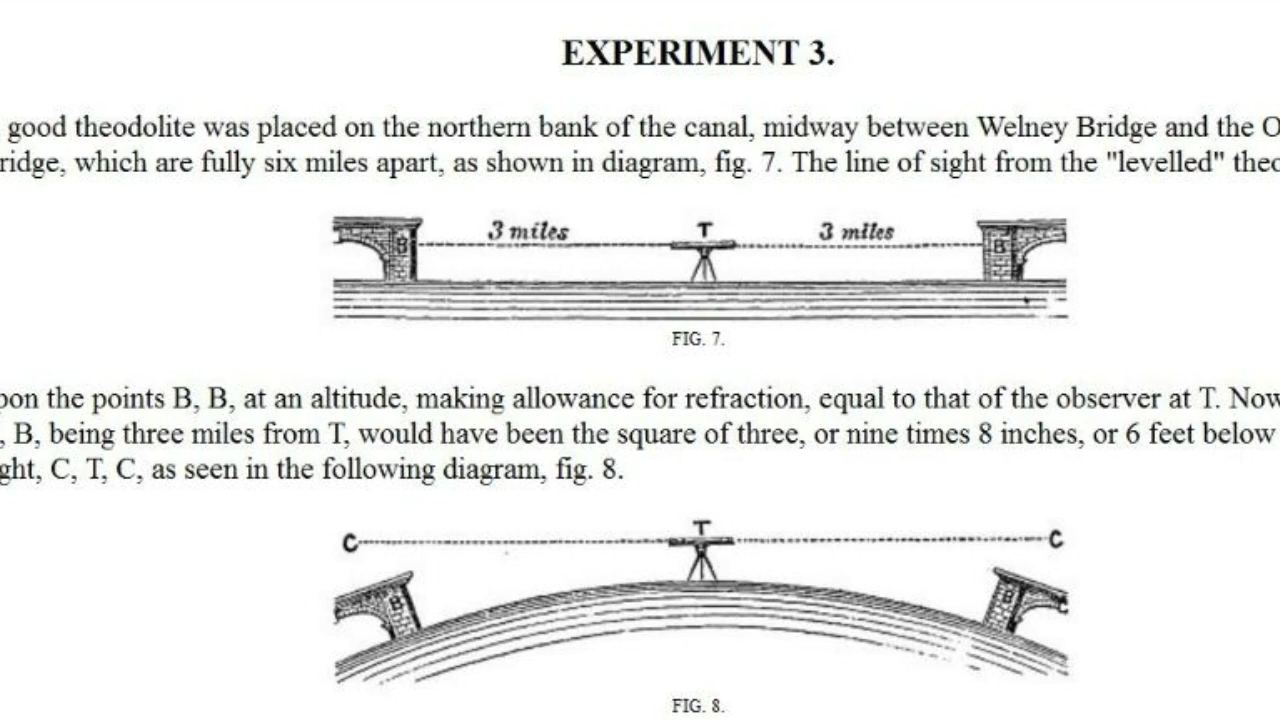 EXPERIMENT 3.
good theodolite was placed on the northern bank of the canal, midway between Welney Bridge and the O
ridge, which are fully six miles apart, as shown in diagram, fig. 7. The line of sight from the "levelled" theo
3 miles T 3 miles
B B
FIG. 7.
pon the points B, B, at an altitude, making allowance for refraction, equal to that of the observer at T. Now
, B, being three miles from T, would have been the square of three, or nine times 8 inches, or 6 feet below
ght, C, T, C, as seen in the following diagram, fig. 8.
T
C C
B B
FIG. 8.